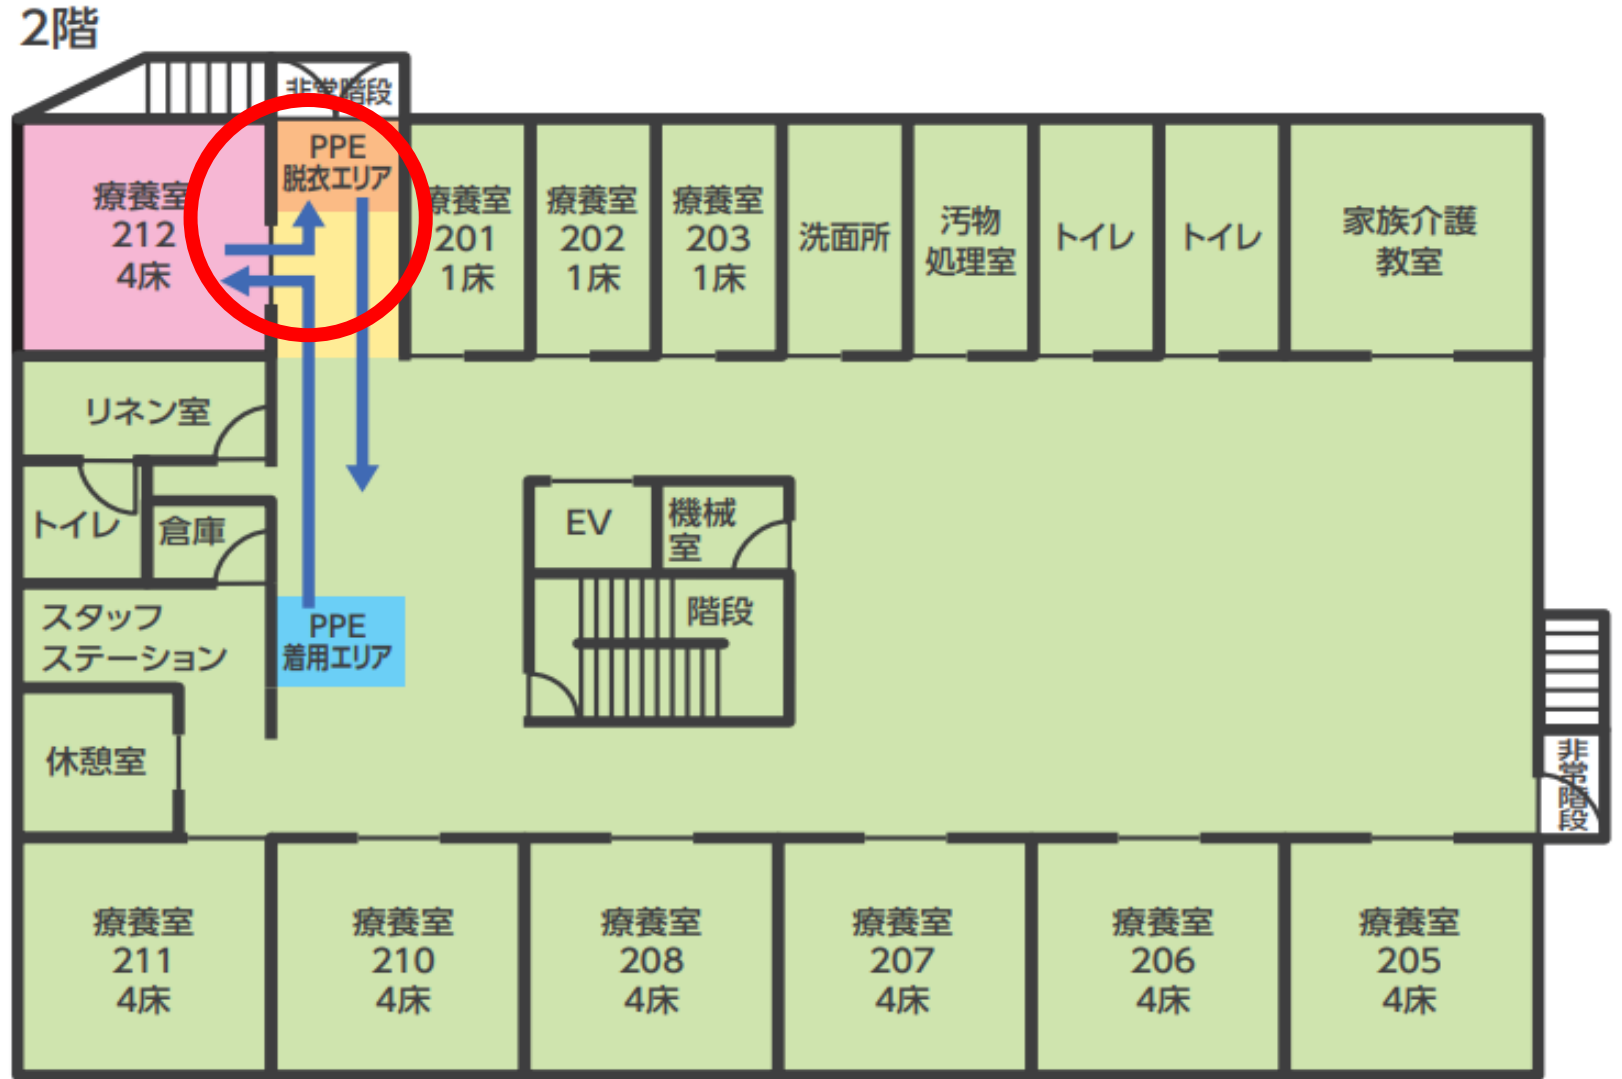 2階
非常階段
PPE
脱衣エリア
療養室
212
4床
療養室
201
1床
療養室
202
1床
療養室
203
1床
洗面所
汚物
処理室
トイレ
トイレ
家族介護
教室
リネン室
トイレ
倉庫
EV
機械
室
階段
スタッフ
ステーション
PPE
着用エリア
休憩室
非常階段
療養室
211
4床
療養室
210
4床
療養室
208
4床
療養室
207
4床
療養室
206
4床
療養室
205
4床